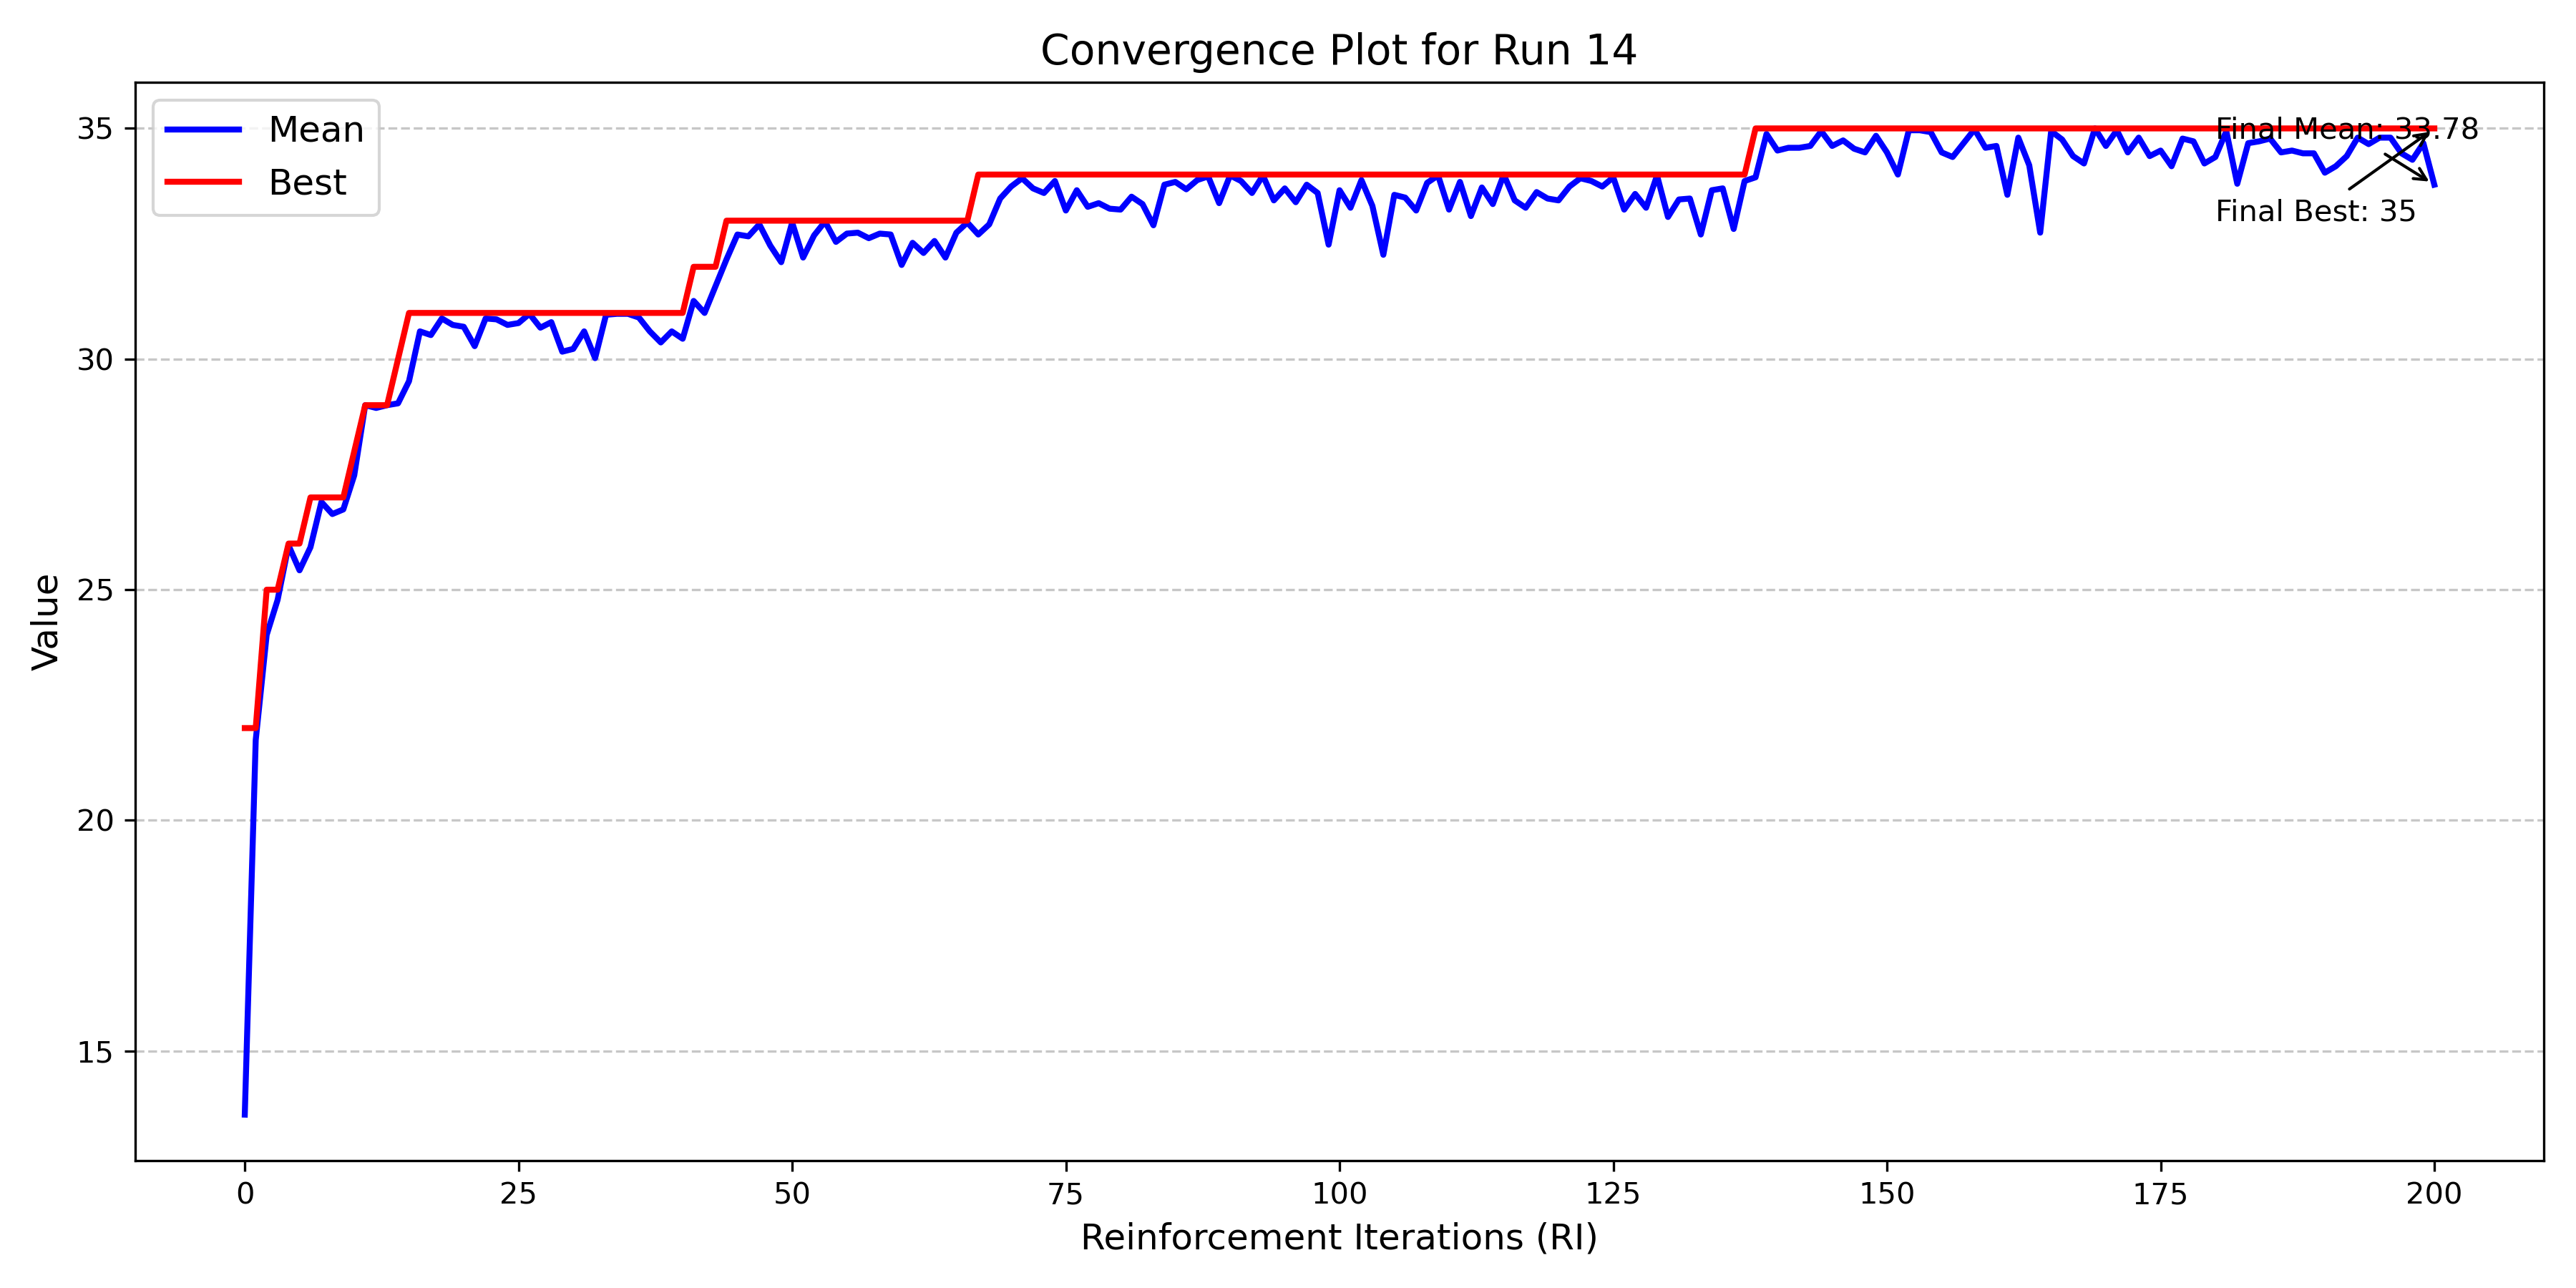 Convergence Plot for Run 14
Mean
Best
Final Mean: 33.78
Final Best: 35
Value
35
30
25
20
15
0 25 50 75 100 125 150 175 200
Reinforcement Iterations (RI)